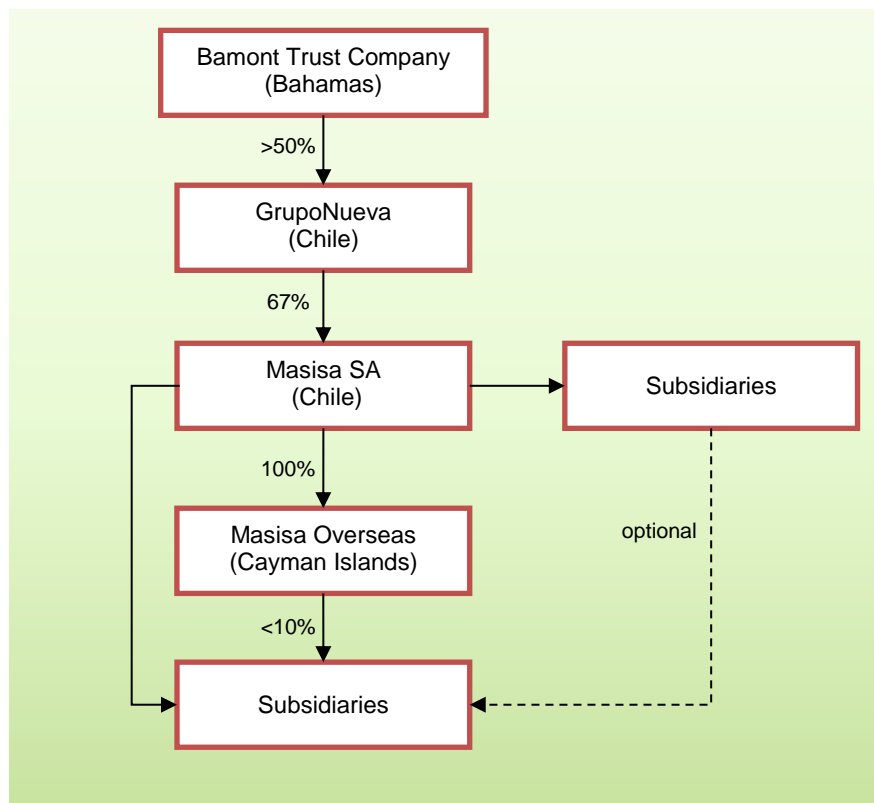 Bamont Trust Company
(Bahamas)
>50%
GrupoNueva
(Chile)
67%
Masisa SA
(Chile)
Subsidiaries
100%
Masisa Overseas
(Cayman Islands)
optional
<10%
Subsidiaries